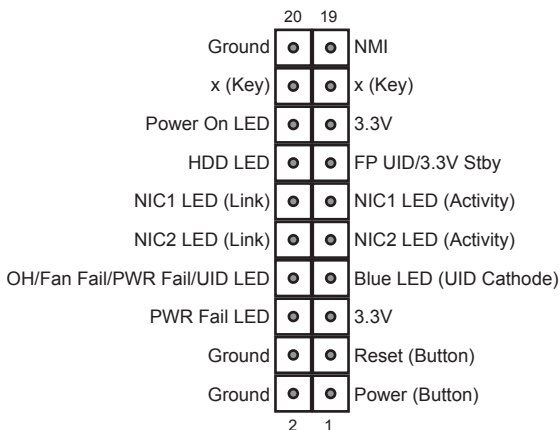 20 19
Ground NMI
x (Key) x (Key)
Power On LED 3.3V
HDD LED FP UID/3.3V Stby
NIC1 LED (Link) NIC1 LED (Activity)
NIC2 LED (Link) NIC2 LED (Activity)
OH/Fan Fail/PWR Fail/UID LED Blue LED (UID Cathode)
PWR Fail LED 3.3V
Ground Reset (Button)
Ground Power (Button)
2 1